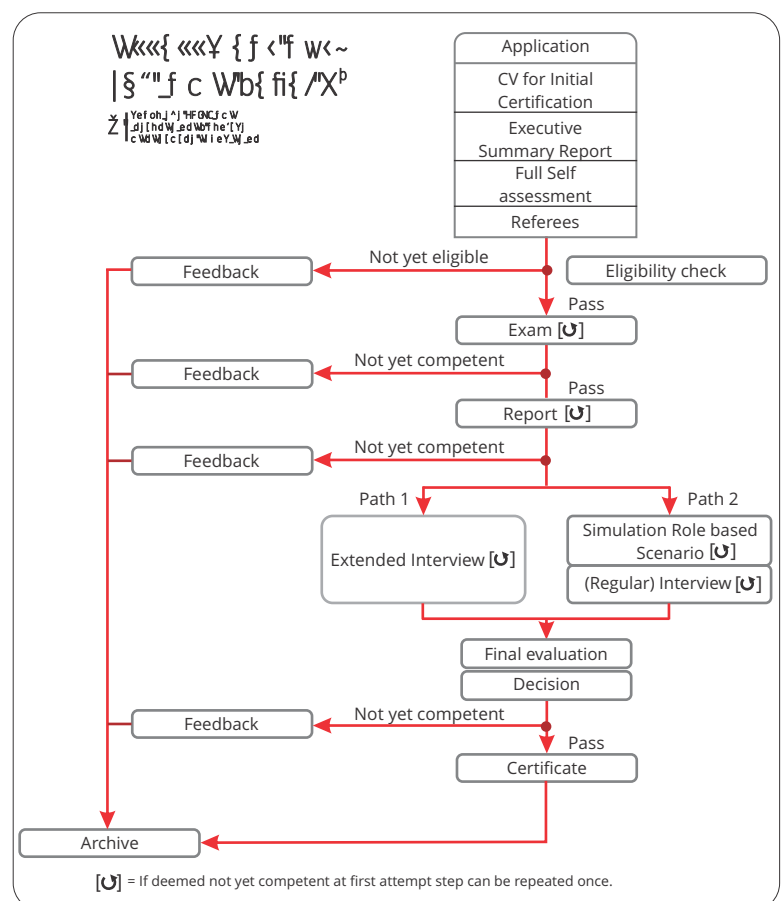 Application
CV for Initial
Certification
Executive
Summary Report
Full Self
assessment
Referees
Not yet eligible
Feedback
Eligibility check
Pass
Exam [↺]
Not yet competent
Feedback
Pass
Report [↺]
Not yet competent
Feedback
Path 1
Path 2
Extended Interview [↺]
Simulation Role based
Scenario [↺]
(Regular) Interview [↺]
Final evaluation
Decision
Not yet competent
Feedback
Pass
Certificate
Archive
[↺] = If deemed not yet competent at first attempt step can be repeated once.